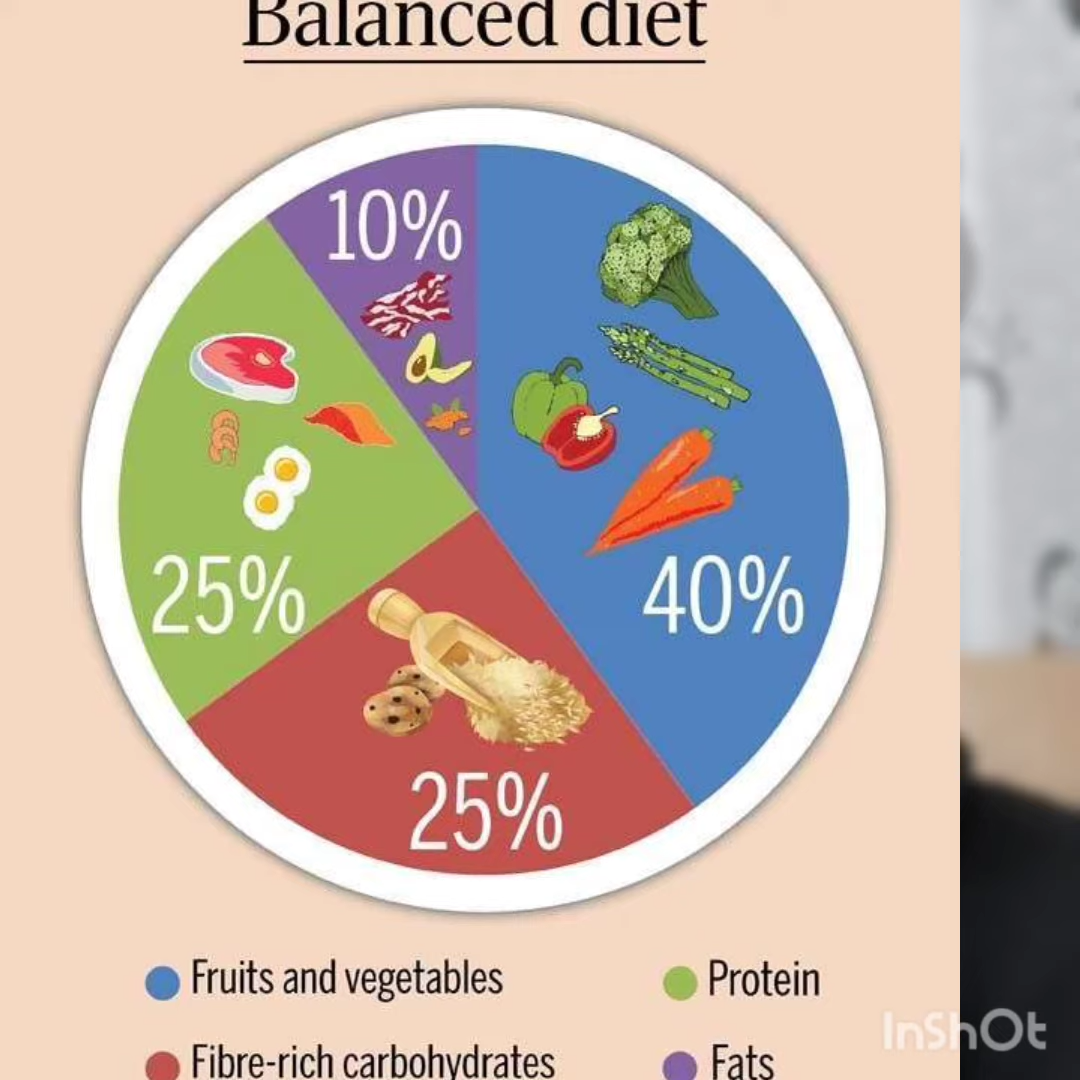 Balanced diet
10%
25%
40%
25%
Fruits and vegetables
Protein
Fibre-rich carbohydrates
Fats
InShOt